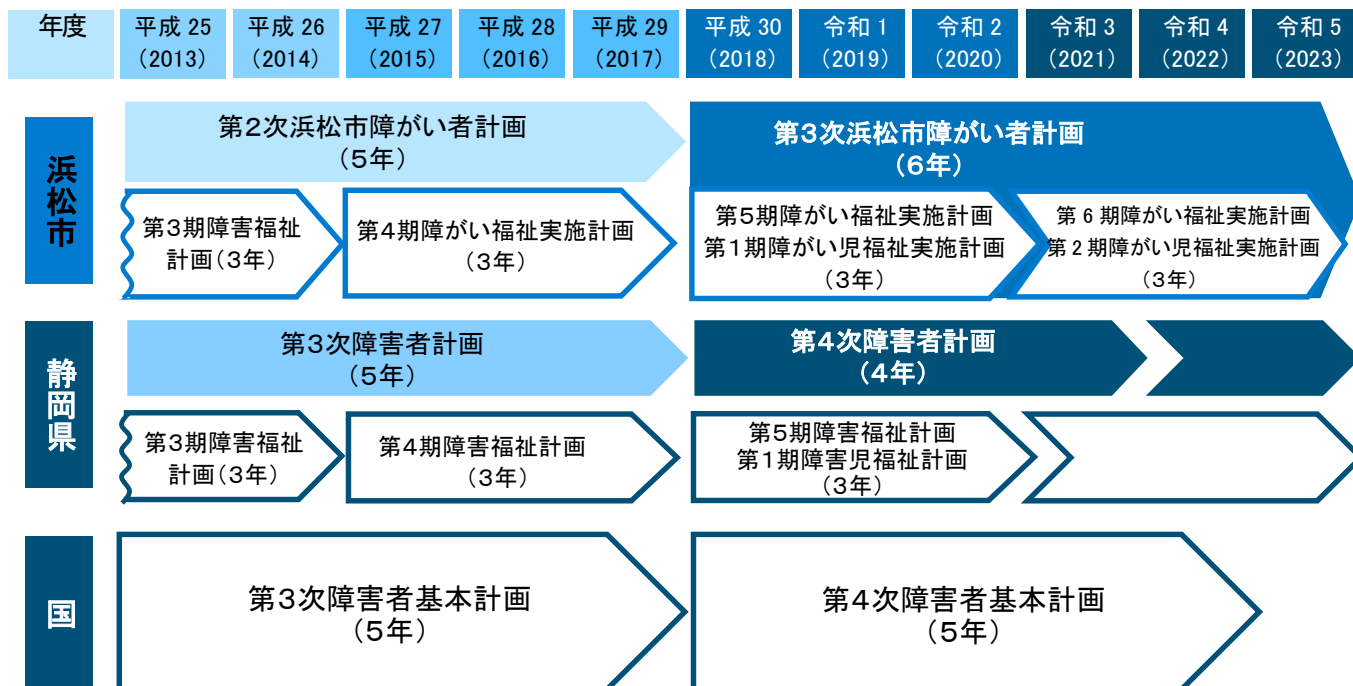 年度
平成 25
(2013)
平成 26
(2014)
平成 27
(2015)
平成 28
(2016)
平成 29
(2017)
平成 30
(2018)
令和 1
(2019)
令和 2
(2020)
令和 3
(2021)
令和 4
(2022)
令和 5
(2023)
浜松市
第2次浜松市障がい者計画
(5年)
第3次浜松市障がい者計画
(6年)
第3期障害福祉
計画(3年)
第4期障がい福祉実施計画
(3年)
第5期障がい福祉実施計画
第1期障がい児福祉実施計画
(3年)
第 6 期障がい福祉実施計画
第 2 期障がい児福祉実施計画
(3年)
静岡県
第3次障害者計画
(5年)
第4次障害者計画
(4年)
第3期障害福祉
計画(3年)
第4期障害福祉計画
(3年)
第5期障害福祉計画
第1期障害児福祉計画
(3年)
国
第3次障害者基本計画
(5年)
第4次障害者基本計画
(5年)